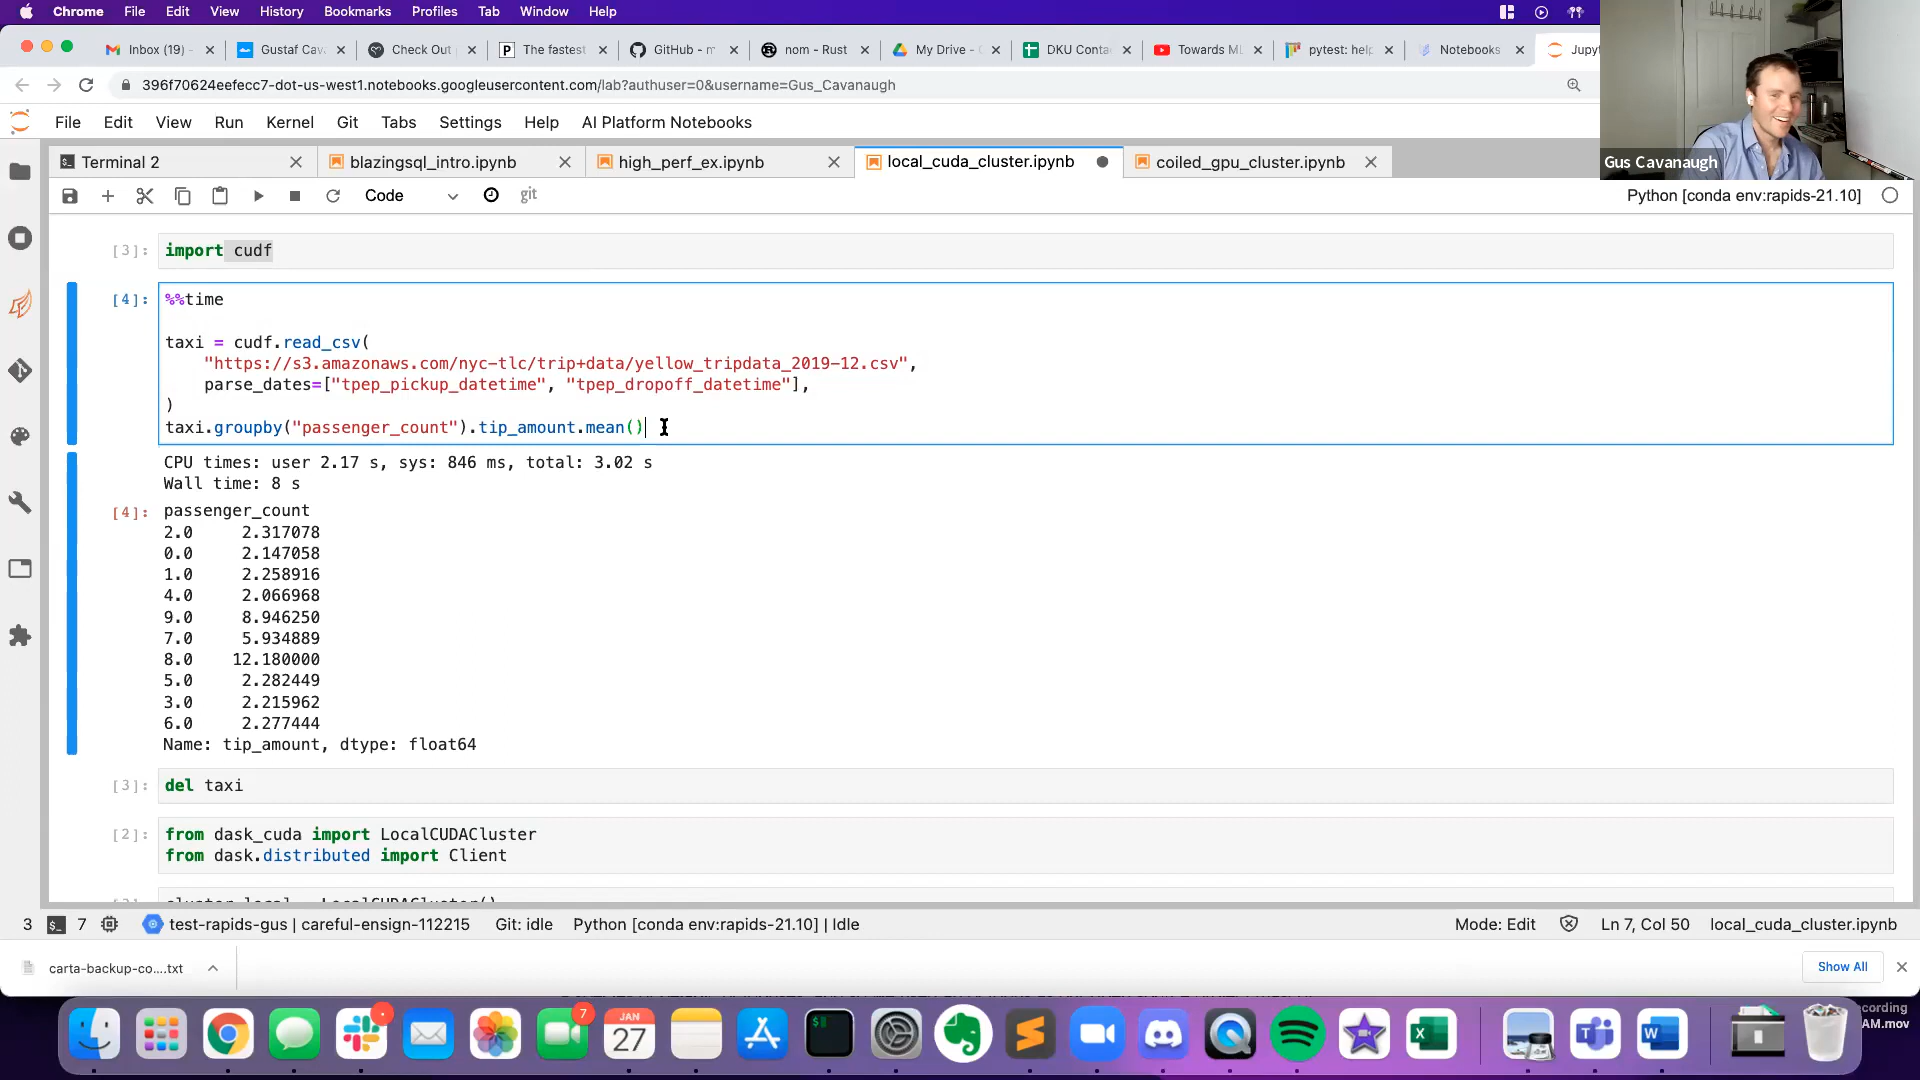 Chrome File Edit View History Bookmarks Profiles Tab Window Help
Inbox (19) Gustaf Cav Check Out The fastest GitHub - m nom - Rust My Drive - DKU Conta Towards ML pytest: help Notebooks Jupyt
396f70624eefecc7-dot-us-west1.notebooks.googleusercontent.com/lab?authuser=0&username=Gus_Cavanaugh
File Edit View Run Kernel Git Tabs Settings Help AI Platform Notebooks
Terminal 2 blazingsql_intro.ipynb high_perf_ex.ipynb local_cuda_cluster.ipynb coiled_gpu_cluster.ipynb
Gus Cavanaugh
Code git Python [conda env:rapids-21.10]
[3]: import cudf
[4]: %%time
taxi = cudf.read_csv(
"https://s3.amazonaws.com/nyc-tlc/trip+data/yellow_tripdata_2019-12.csv",
parse_dates=["tpep_pickup_datetime", "tpep_dropoff_datetime"],
)
taxi.groupby("passenger_count").tip_amount.mean()
CPU times: user 2.17 s, sys: 846 ms, total: 3.02 s
Wall time: 8 s
[4]: passenger_count
2.0 2.317078
0.0 2.147058
1.0 2.258916
4.0 2.066968
9.0 8.946250
7.0 5.934889
8.0 12.180000
5.0 2.282449
3.0 2.215962
6.0 2.277444
Name: tip_amount, dtype: float64
[3]: del taxi
[2]: from dask_cuda import LocalCUDACluster
from dask.distributed import Client
cluster_local = LocalCUDACluster()
3 7 test-rapids-gus | careful-ensign-112215 Git: idle Python [conda env:rapids-21.10] | Idle Mode: Edit Ln 7, Col 50 local_cuda_cluster.ipynb
carta-backup-co....txt Show All
7 JAN 27
cording
AM.mov